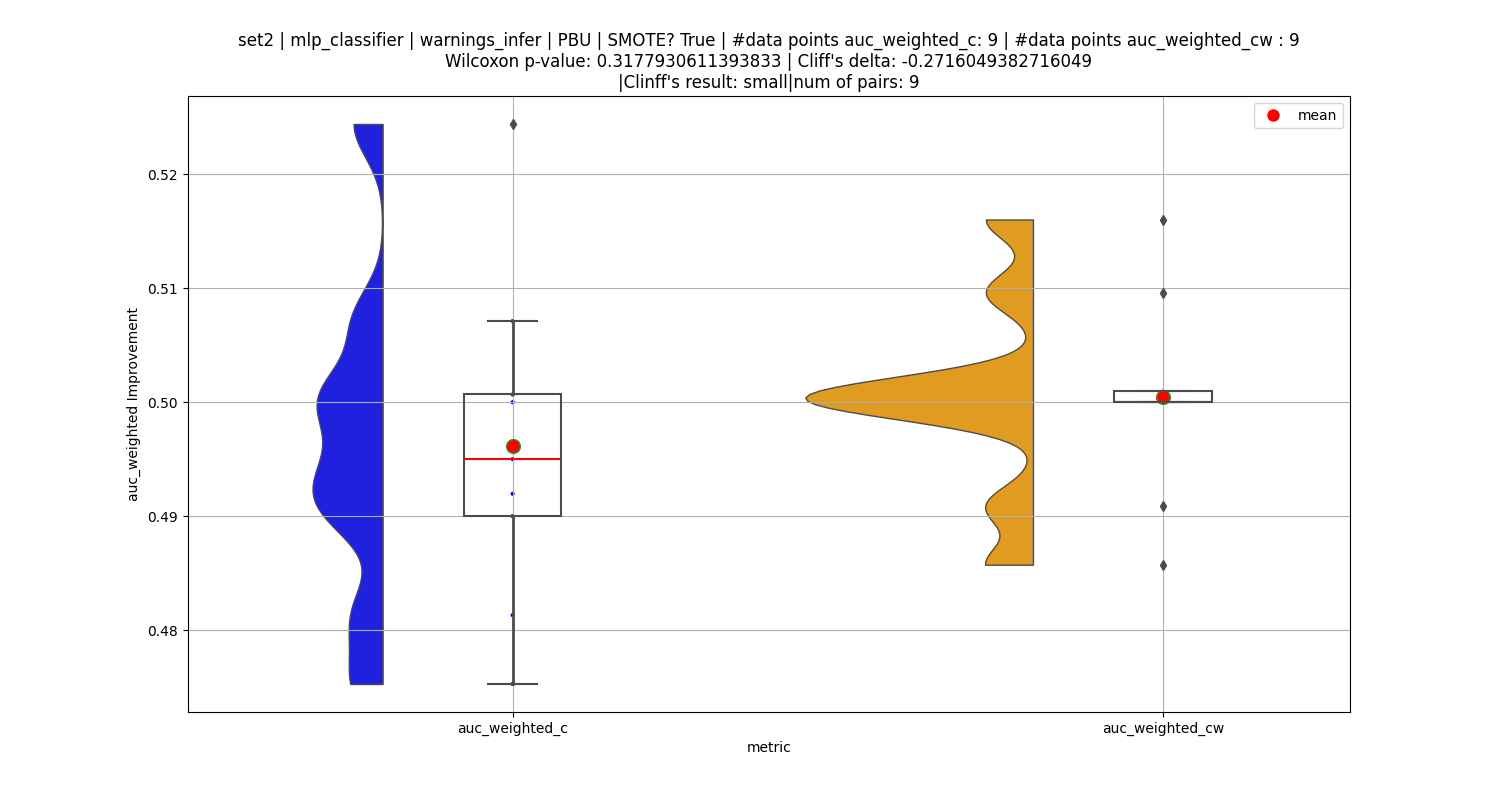 set2 | mlp_classifier | warnings_infer | PBU | SMOTE? True | #data points auc_weighted_c: 9 | #data points auc_weighted_cw : 9
Wilcoxon p-value: 0.3177930611393833 | Cliff's delta: -0.2716049382716049
|Clinff's result: small|num of pairs: 9
mean
0.52
0.51
0.50
0.49
0.48
auc_weighted Improvement
auc_weighted_c
auc_weighted_cw
metric